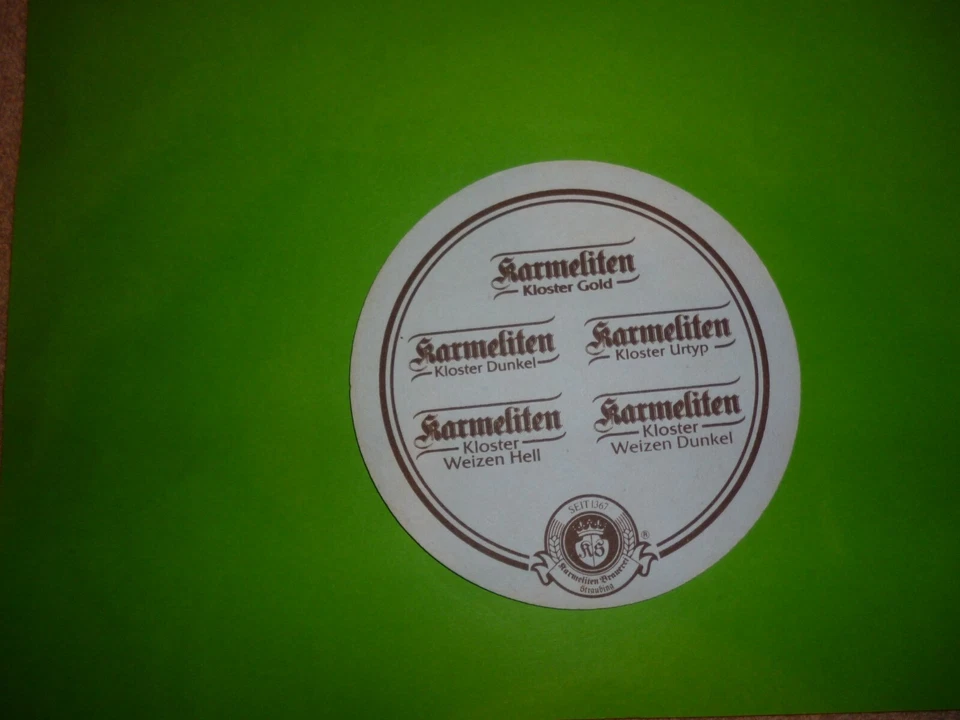 Karmeliten
Kloster Gold
Karmeliten
Kloster Dunkel
Karmeliten
Kloster Urtyp
Karmeliten
Kloster
Weizen Hell
Karmeliten
Kloster
Weizen Dunkel
SEIT 1367
KS
®
Karmeliten Brauerei
Straubing